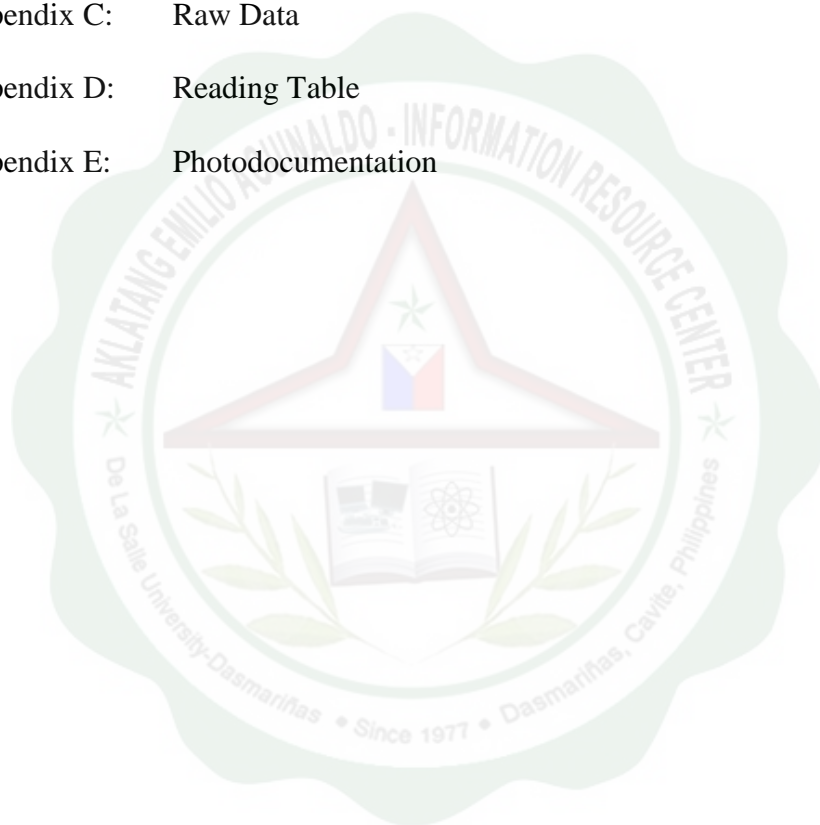 pendix C: Raw Data
pendix D: Reading Table
pendix E: Photodocumentation
AKLATANG EMILIO AGUINALDO - INFORMATION RESOURCE CENTER
De La Salle University-Dasmariñas • Since 1977 • Dasmariñas, Cavite, Philippines